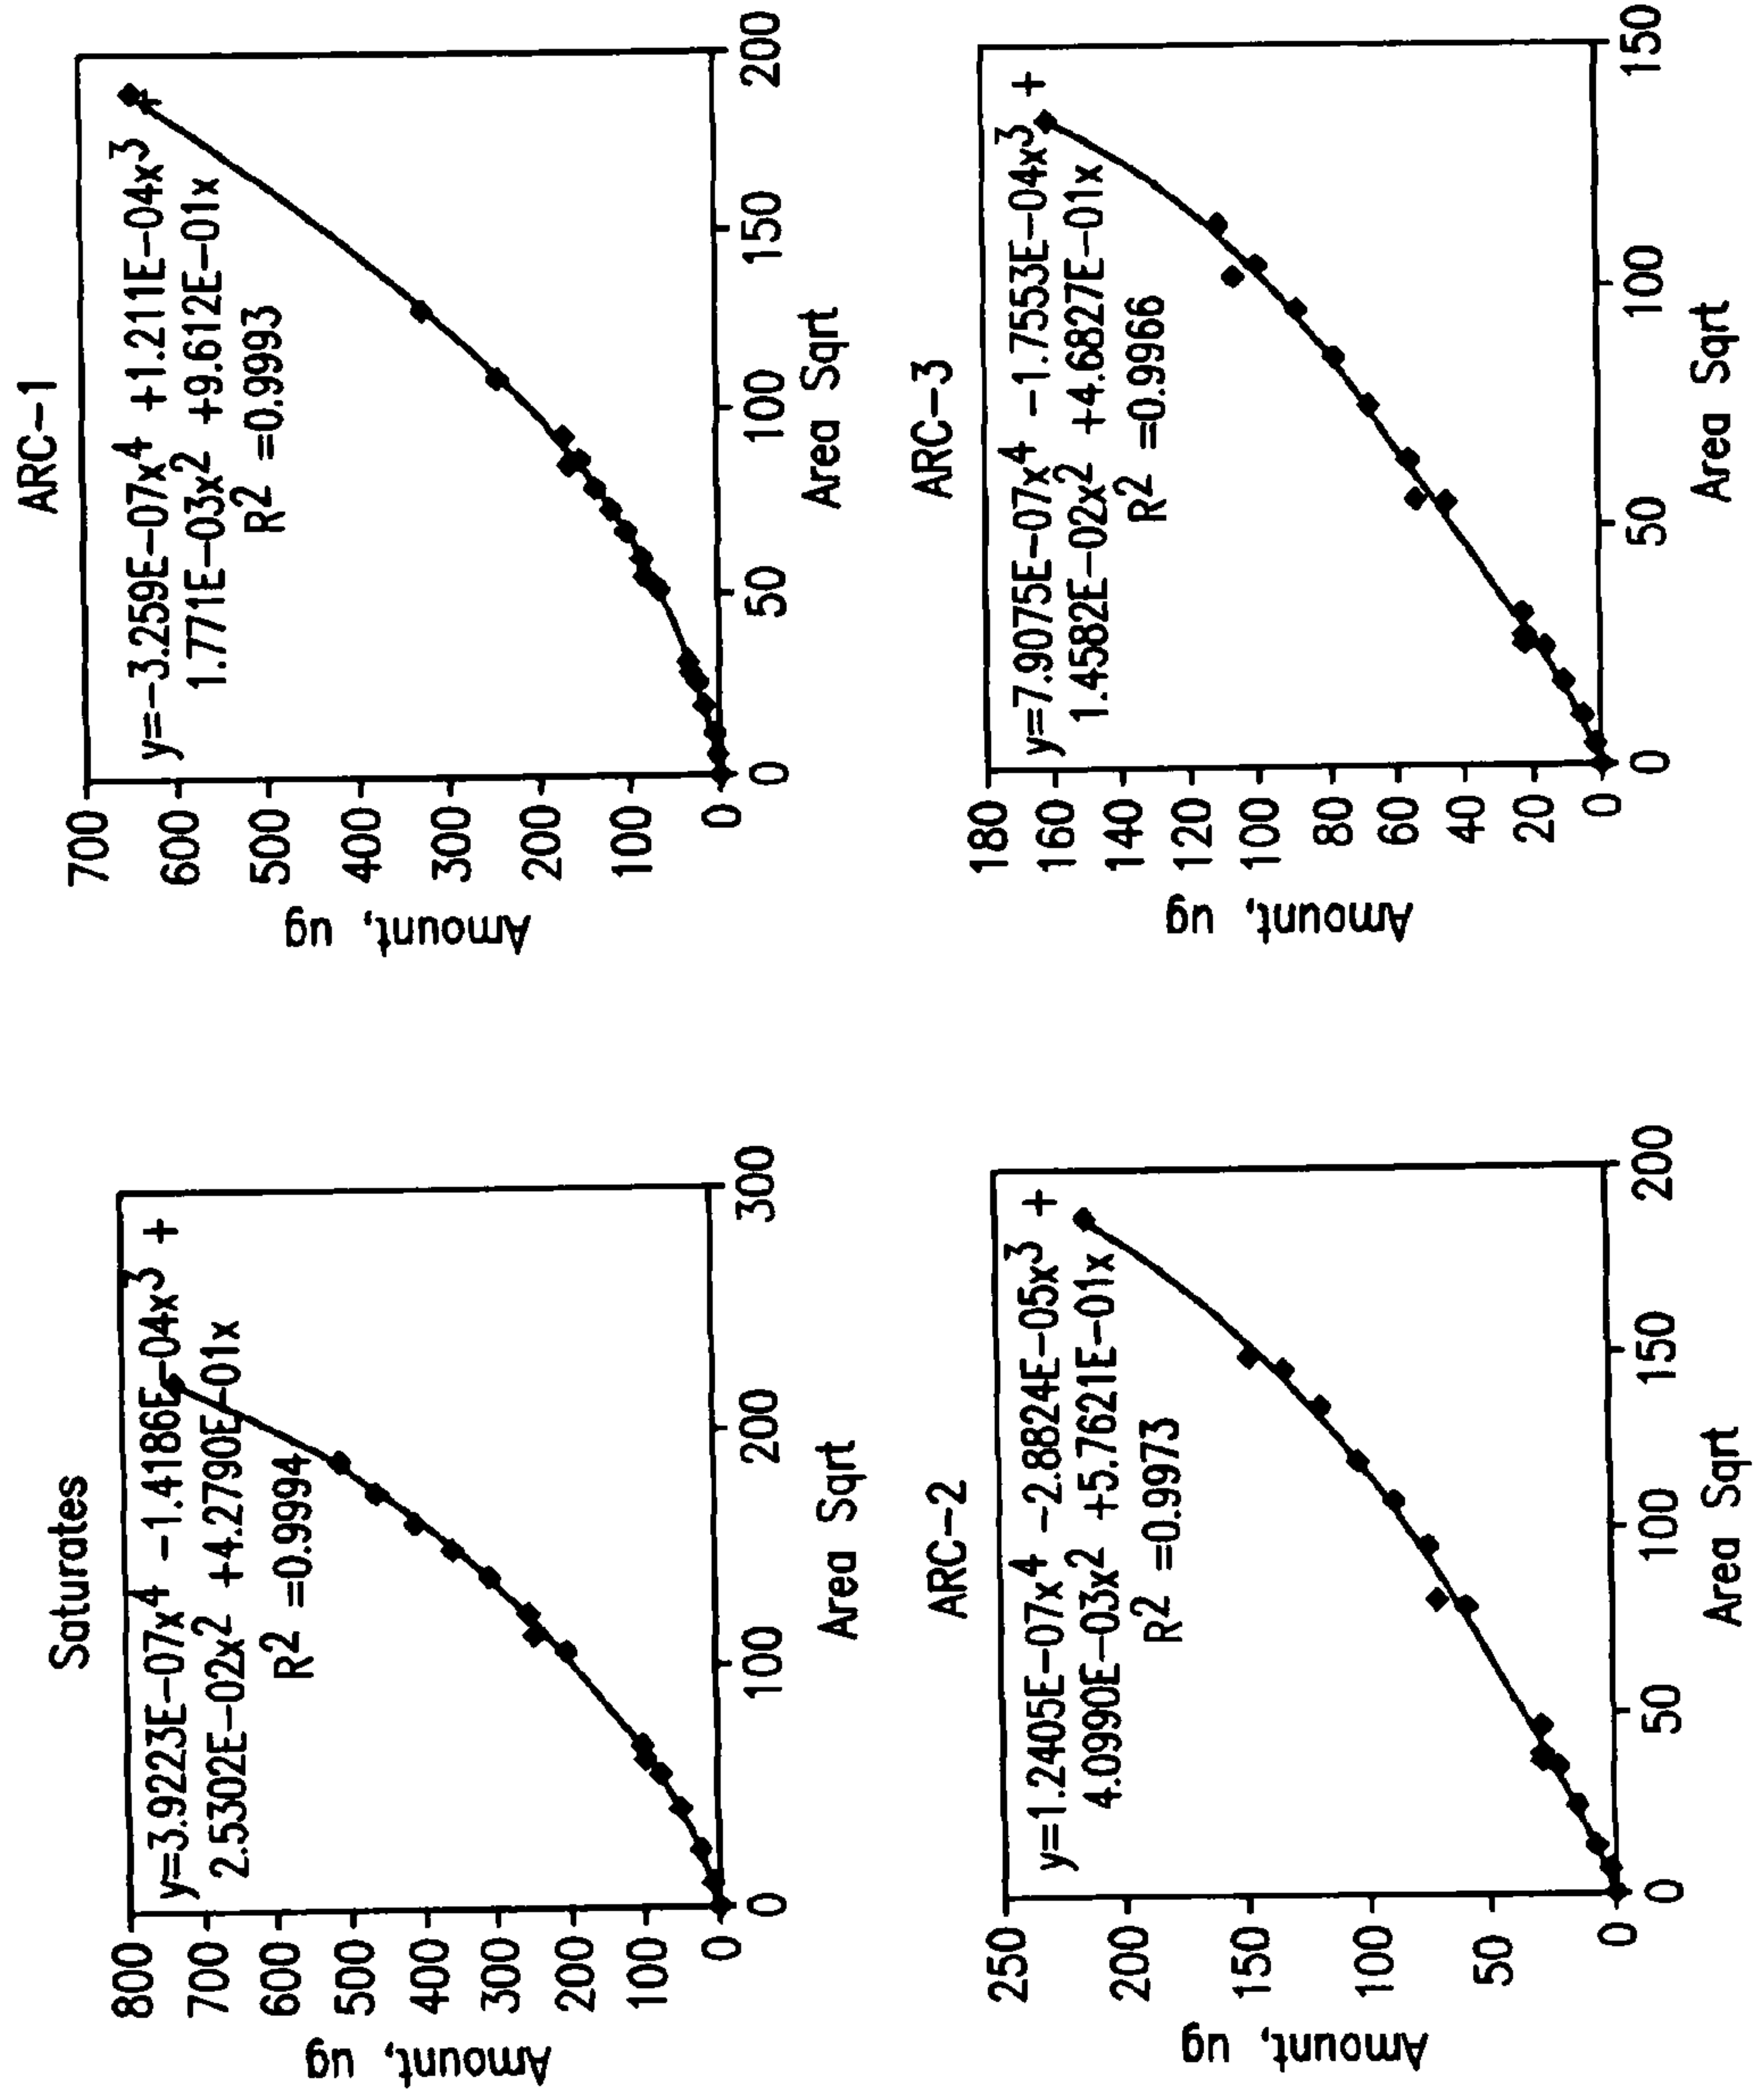 Saturates
y=3.9223E-07x4 -1.4186E-04x3 +
2.5302E-02x2 +4.2790E-01x
R2 =0.9994
Amount, ug
800
700
600
500
400
300
200
100
0
0
100
200
300
Area Sqrt
ARC-1
y=-3.259E-07x4 +1.211E-04x3 +
1.771E-03x2 +9.612E-01x
R2 =0.9993
Amount, ug
700
600
500
400
300
200
100
0
0
50
100
150
200
Area Sqrt
ARC-2
y=1.2405E-07x4 -2.8824E-05x3 +
4.0990E-03x2 +5.7621E-01x
R2 =0.9973
Amount, ug
250
200
150
100
50
0
0
50
100
150
200
Area Sqrt
ARC-3
y=7.9075E-07x4 -1.7553E-04x3 +
1.4582E-02x2 +4.6827E-01x
R2 =0.9966
Amount, ug
180
160
140
120
100
80
60
40
20
0
0
50
100
150
Area Sqrt